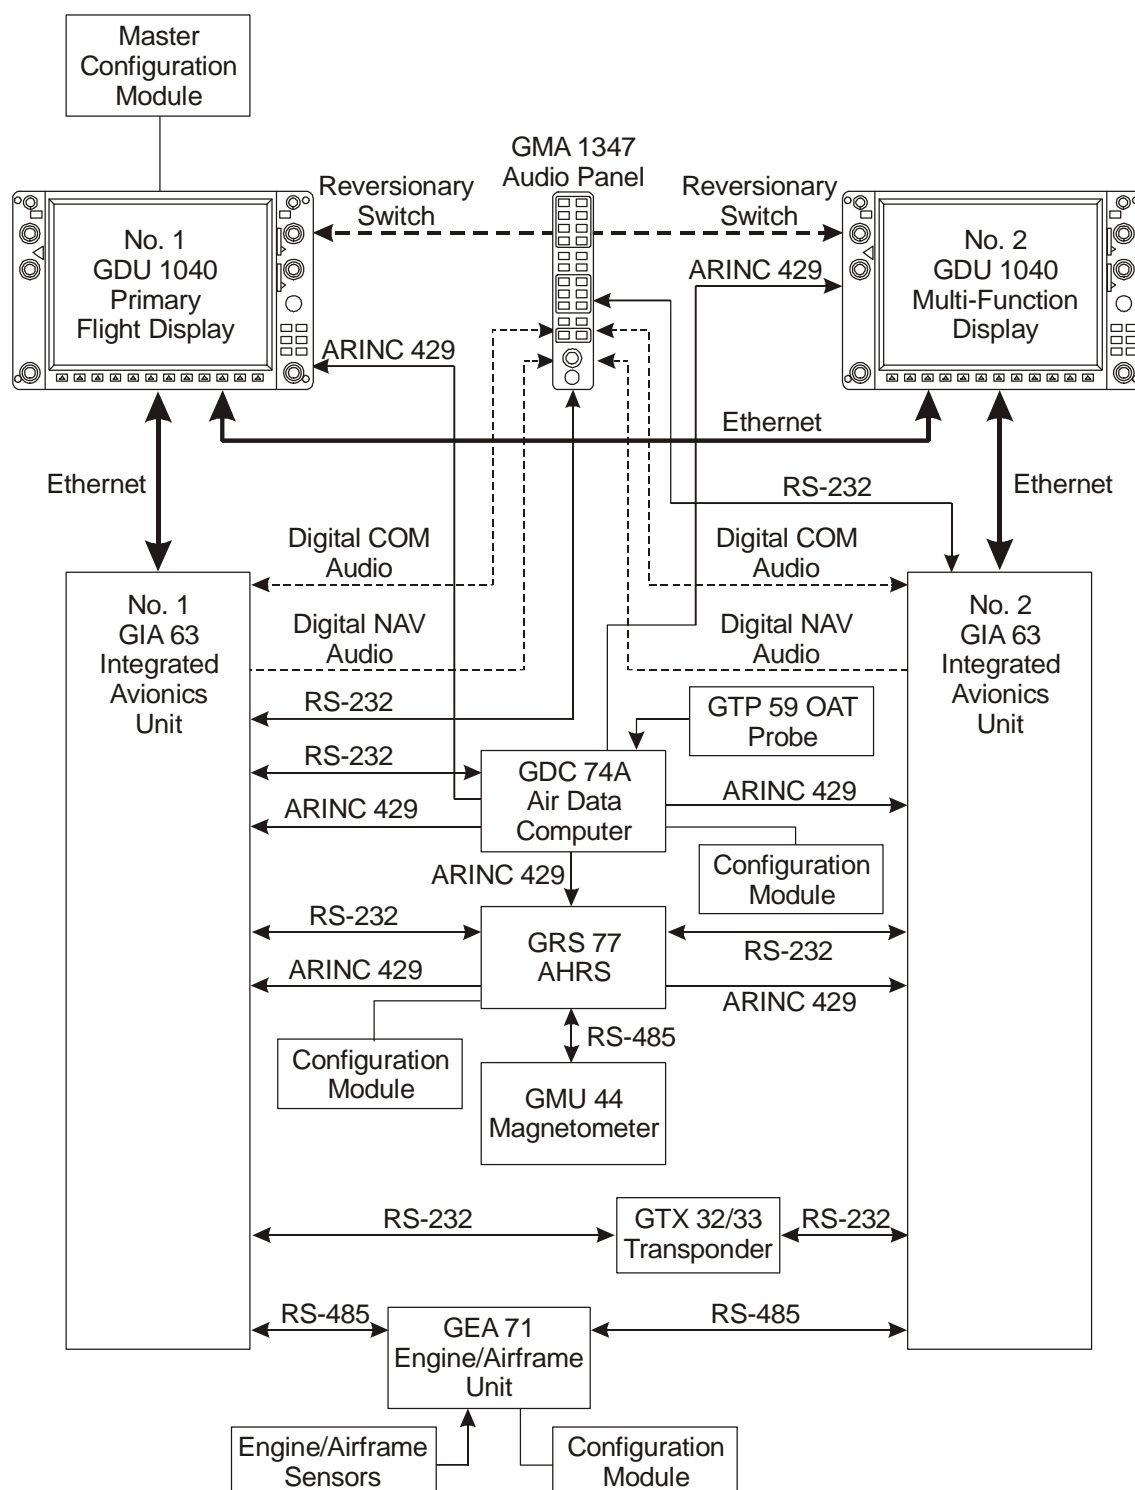 Master
Configuration
Module
GMA 1347
Audio Panel
Reversionary
Switch
Reversionary
Switch
No. 1
GDU 1040
Primary
Flight Display
No. 2
GDU 1040
Multi-Function
Display
ARINC 429
ARINC 429
Ethernet
Ethernet
Ethernet
RS-232
Digital COM
Audio
Digital COM
Audio
No. 1
GIA 63
Integrated
Avionics
Unit
No. 2
GIA 63
Integrated
Avionics
Unit
Digital NAV
Audio
Digital NAV
Audio
RS-232
GTP 59 OAT
Probe
RS-232
GDC 74A
Air Data
Computer
ARINC 429
ARINC 429
ARINC 429
Configuration
Module
RS-232
GRS 77
AHRS
RS-232
ARINC 429
ARINC 429
RS-485
Configuration
Module
GMU 44
Magnetometer
RS-232
GTX 32/33
Transponder
RS-232
RS-485
GEA 71
Engine/Airframe
Unit
RS-485
Engine/Airframe
Sensors
Configuration
Module